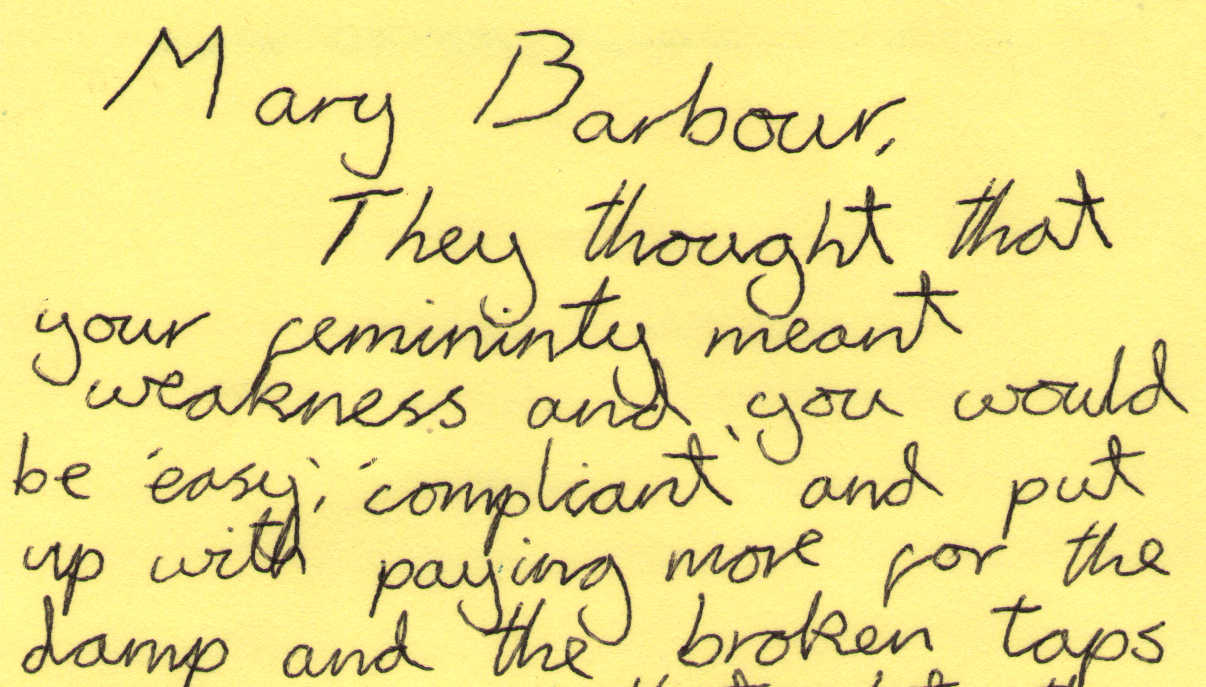 Mary Barbour,
They thought that
your femininty meant
weakness and you would
be 'easy', 'compliant' and put
up with paying more for the
damp and the broken taps